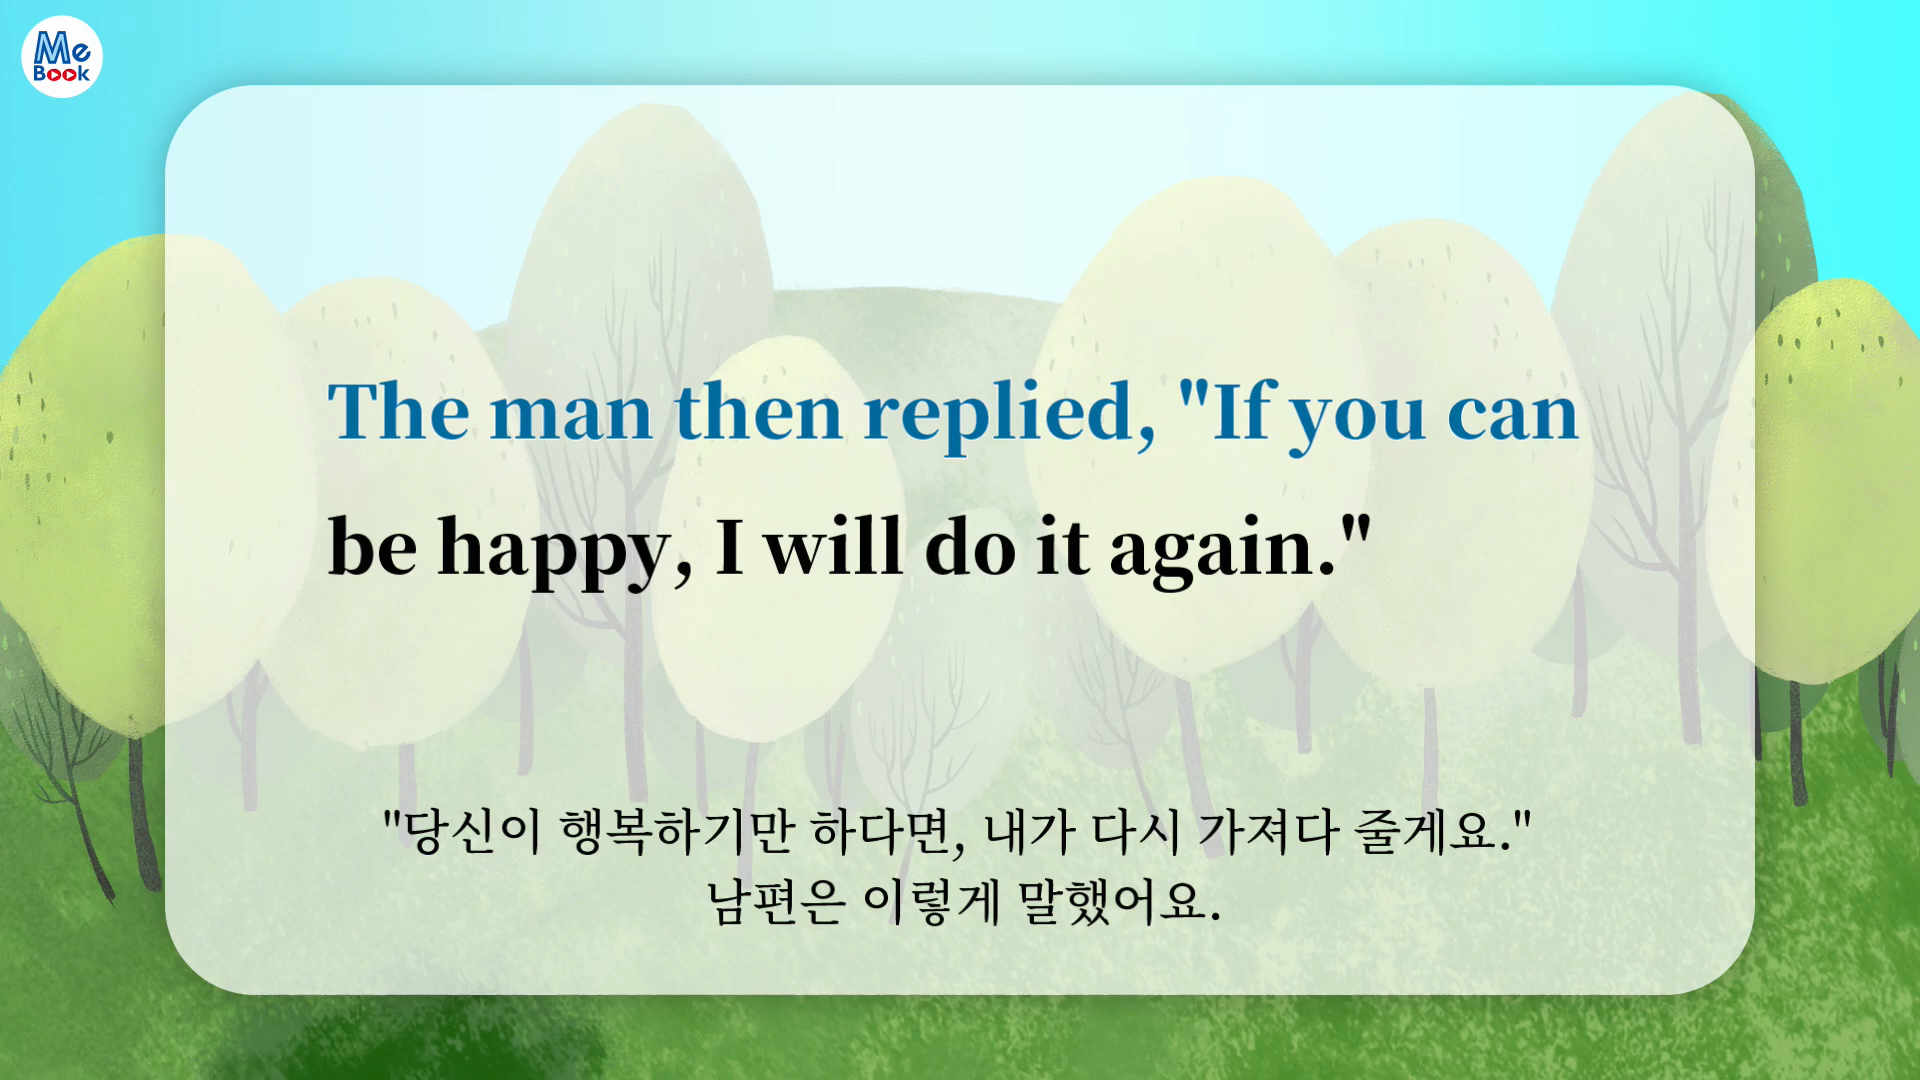 Me
Book
The man then replied, "If you can
be happy, I will do it again."
"당신이 행복하기만 하다면, 내가 다시 가져다 줄게요."
남편은 이렇게 말했어요.